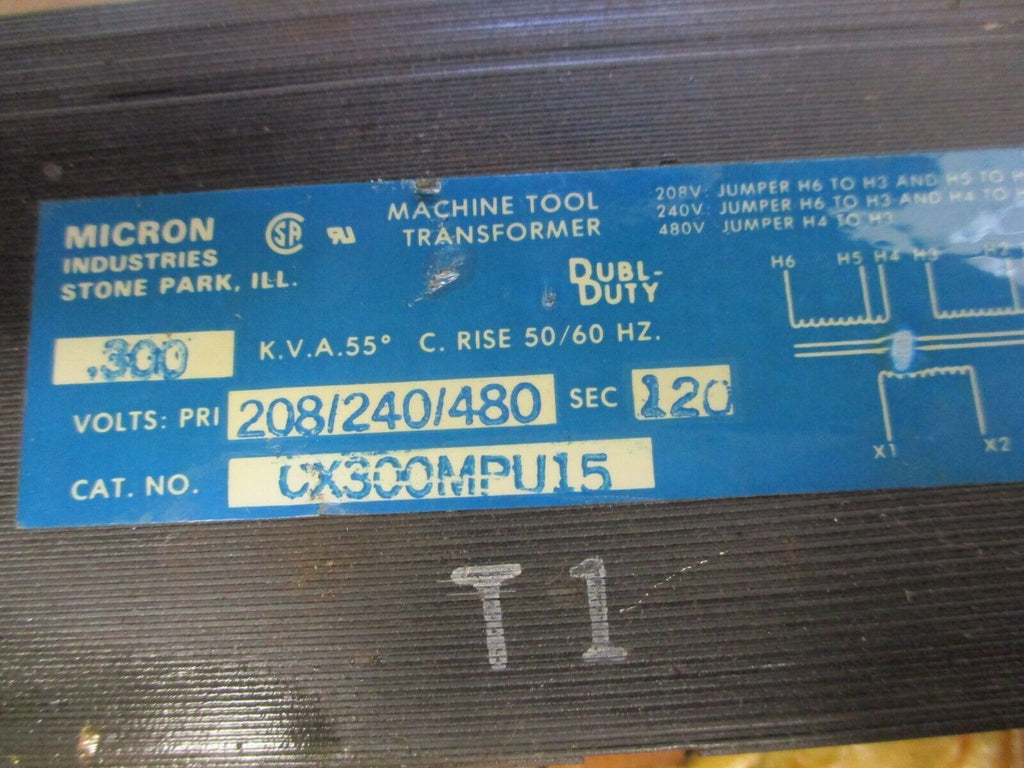 MICRON
INDUSTRIES
STONE PARK, ILL.
SA
MACHINE TOOL
TRANSFORMER
DUBL-
DUTY
208V. JUMPER H6 TO H3 AND H5 TO
240V. JUMPER H6 TO H3 AND H4 TO
480V JUMPER H4 TO H3
H6 H5 H4 H3 H2
X1 X2
.300 K.V.A.55° C. RISE 50/60 HZ.
VOLTS: PRI 208/240/480 SEC 120
CAT. NO. CX300MPU15
T1